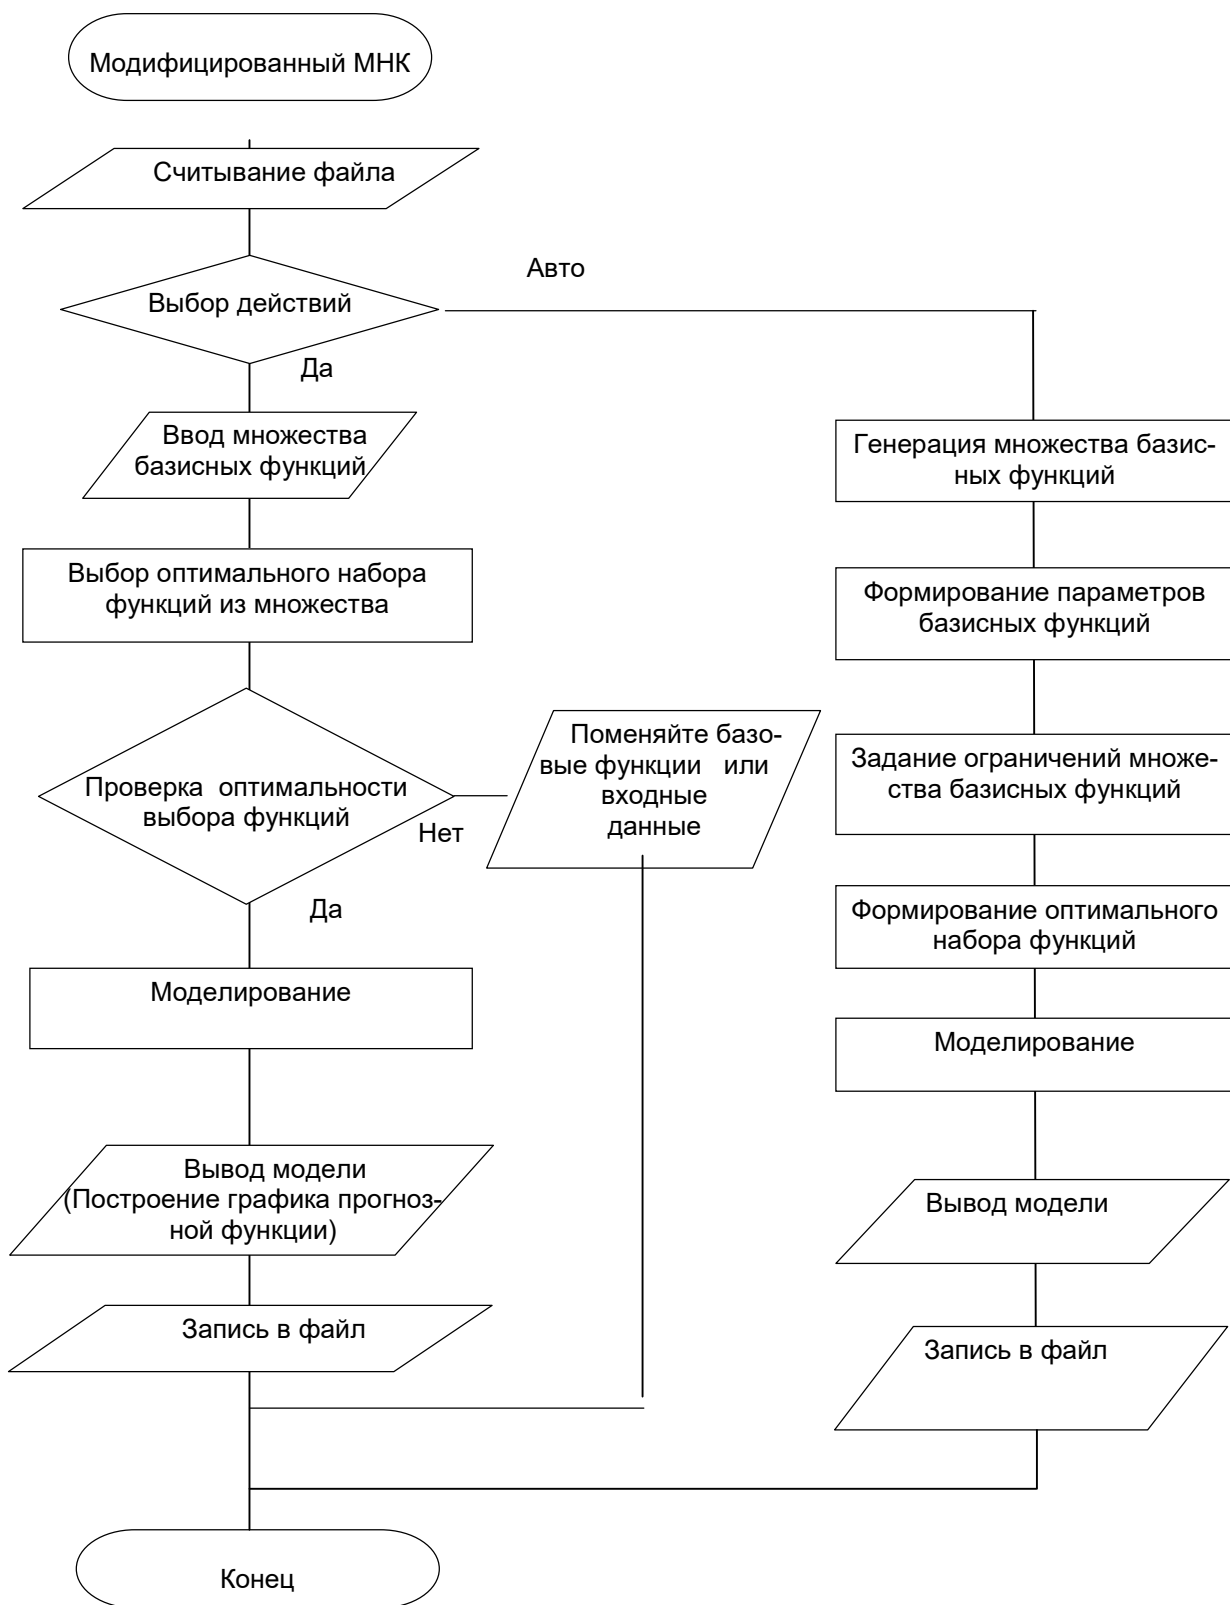 Модифицированный МНК
Считывание файла
Авто
Выбор действий
Да
Ввод множества
базисных функций
Выбор оптимального набора
функций из множества
Проверка оптимальности
выбора функций
Нет
Поменяйте базо-
вые функции или
входные
данные
Да
Моделирование
Вывод модели
(Построение графика прогноз-
ной функции)
Запись в файл
Генерация множества базис-
ных функций
Формирование параметров
базисных функций
Задание ограничений множе-
ства базисных функций
Формирование оптимального
набора функций
Моделирование
Вывод модели
Запись в файл
Конец